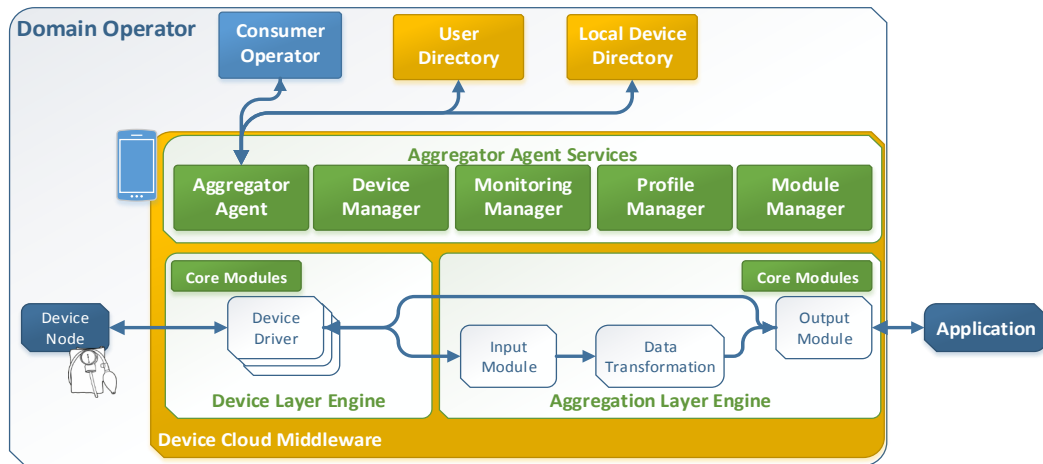 Domain Operator
Consumer
Operator
User
Directory
Local Device
Directory
Aggregator Agent Services
Aggregator
Agent
Device
Manager
Monitoring
Manager
Profile
Manager
Module
Manager
Core Modules
Core Modules
Device
Node
Device
Driver
Input
Module
Data
Transformation
Output
Module
Application
Device Layer Engine
Aggregation Layer Engine
Device Cloud Middleware